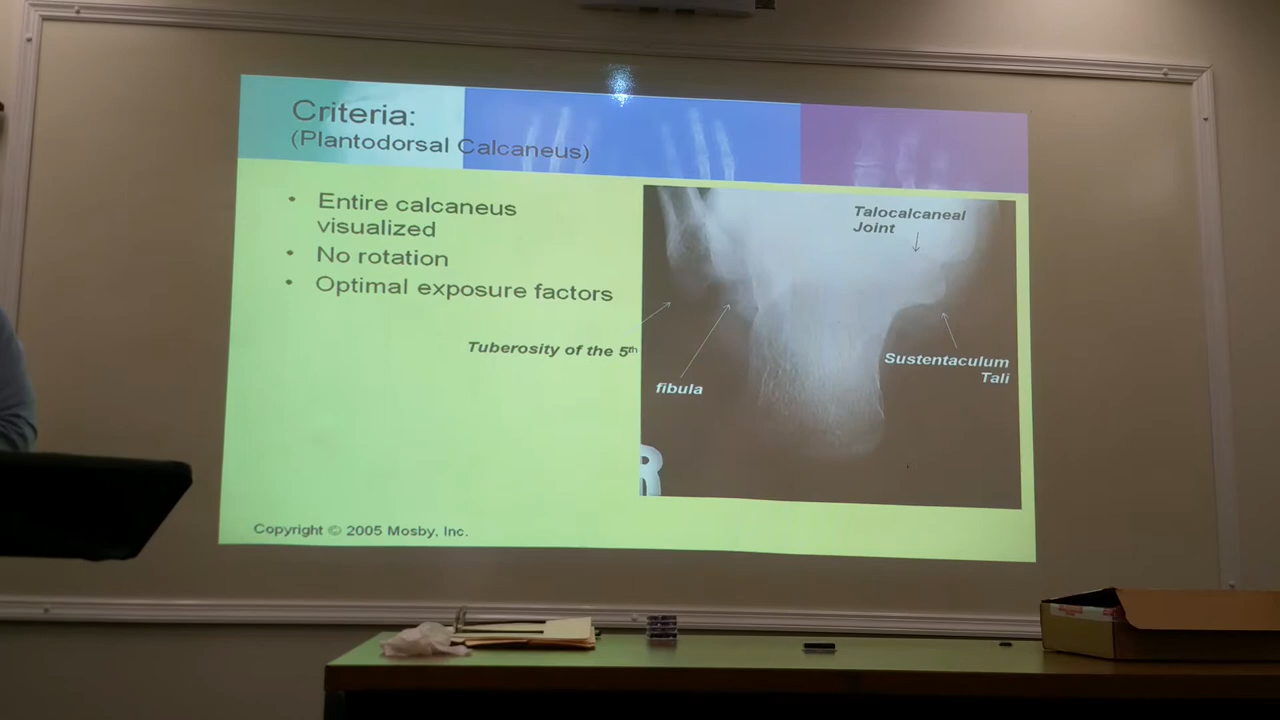 Criteria:
(Plantodorsal Calcaneus)
• Entire calcaneus
visualized
• No rotation
• Optimal exposure factors
Tuberosity of the 5th
fibula
Talocalcaneal
Joint
Sustentaculum
Tali
R
Copyright © 2005 Mosby, Inc.